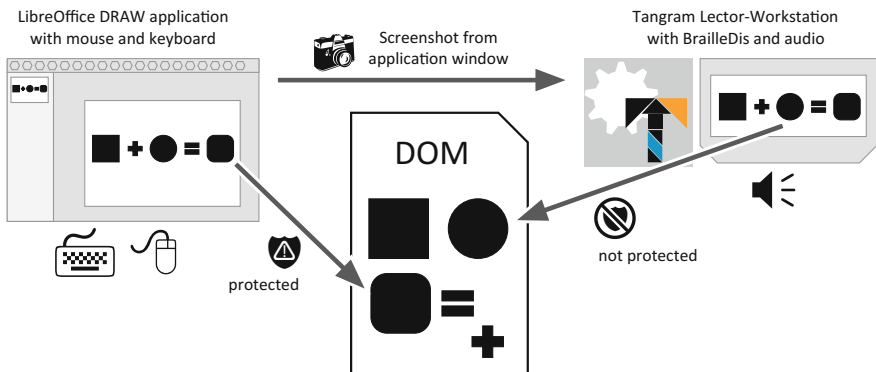 LibreOffice DRAW application
with mouse and keyboard
Screenshot from
application window
Tangram Lector-Workstation
with BrailleDis and audio
DOM
protected
not protected